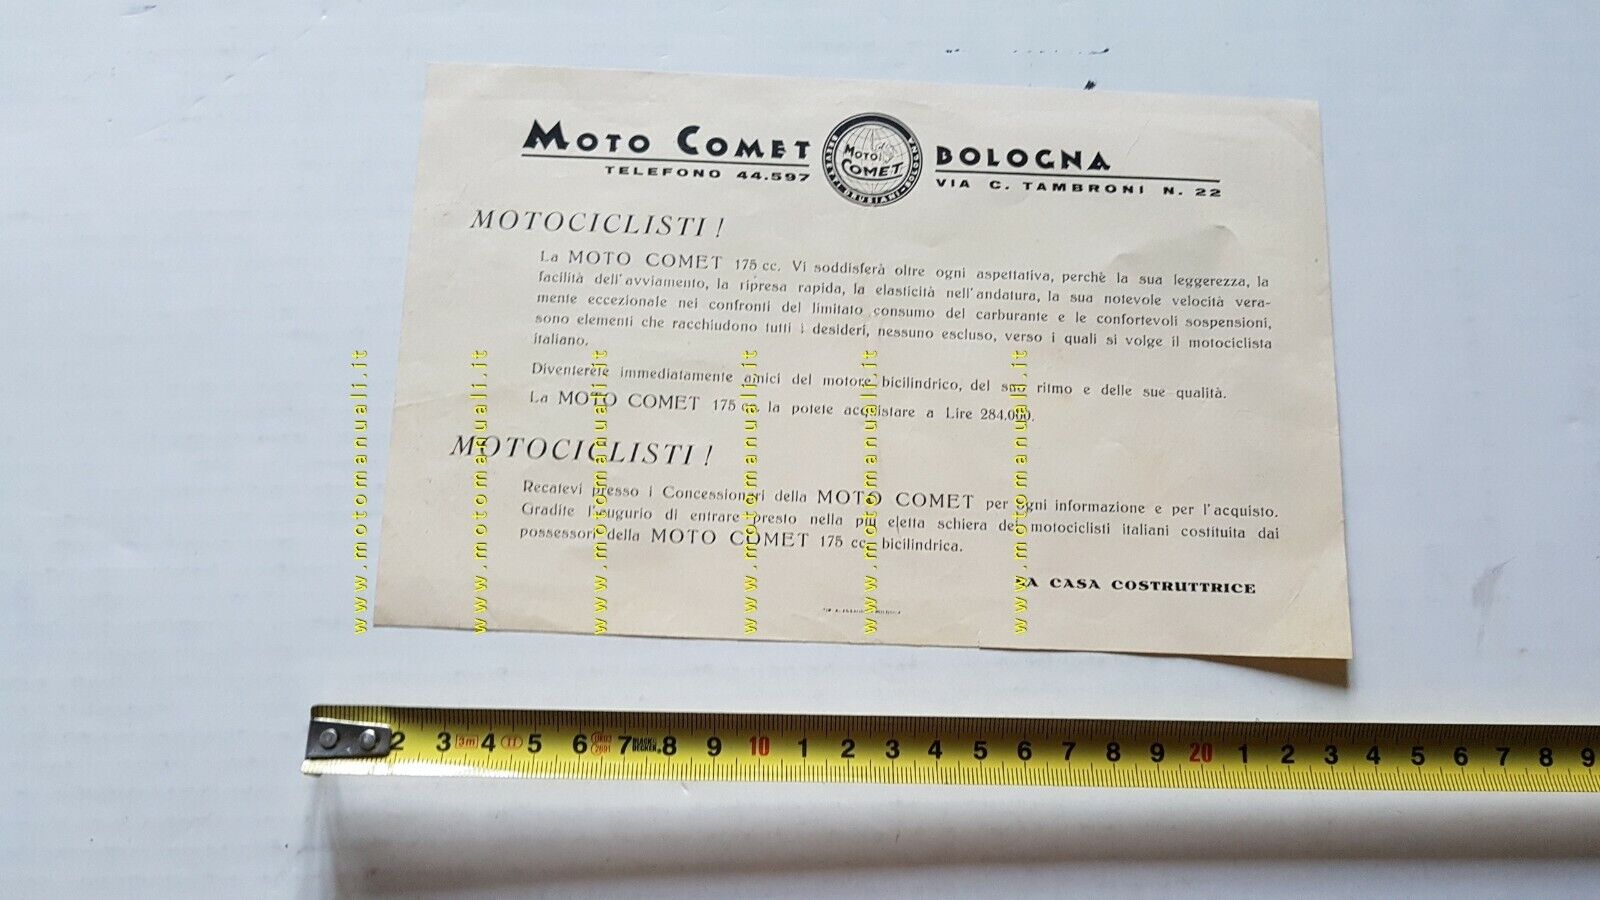 MOTO COMET
TELEFONO 44.597
MOTO
COMET
BOLOGNA
VIA C. TAMBRONI N. 22
MOTOCICLISTI!
La MOTO COMET 175 cc. Vi soddisferà oltre ogni aspettativa, perchè la sua leggerezza, la
facilità dell'avviamento, la ripresa rapida, la elasticità nell'andatura, la sua notevole velocità vera-
mente eccezionale nei confronti del limitato consumo del carburante e le confortevoli sospensioni,
sono elementi che racchiudono tutti i desideri, nessuno escluso, verso i quali si volge il motociclista
italiano.
Diventerete immediatamente amici del motore bicilindrico, del suo ritmo e delle sue qualità.
La MOTO COMET 175 cc. la potete acquistare a Lire 284.000.
MOTOCICLISTI!
Recatevi presso i Concessionari della MOTO COMET per ogni informazione e per l'acquisto.
Gradite l'augurio di entrare presto nella più eletta schiera dei motociclisti italiani costituita dai
possessori della MOTO COMET 175 cc. bicilindrica.
LA CASA COSTRUTTRICE
www.motomanuali.it
www.motomanuali.it
www.motomanuali.it
www.motomanuali.it
www.motomanuali.it
www.motomanuali.it
2 3 3m 4 II 5 6 7 BLACK & DECKER 8 9 10 1 2 3 4 5 6 7 8 9 20 1 2 3 4 5 6 7 8 9